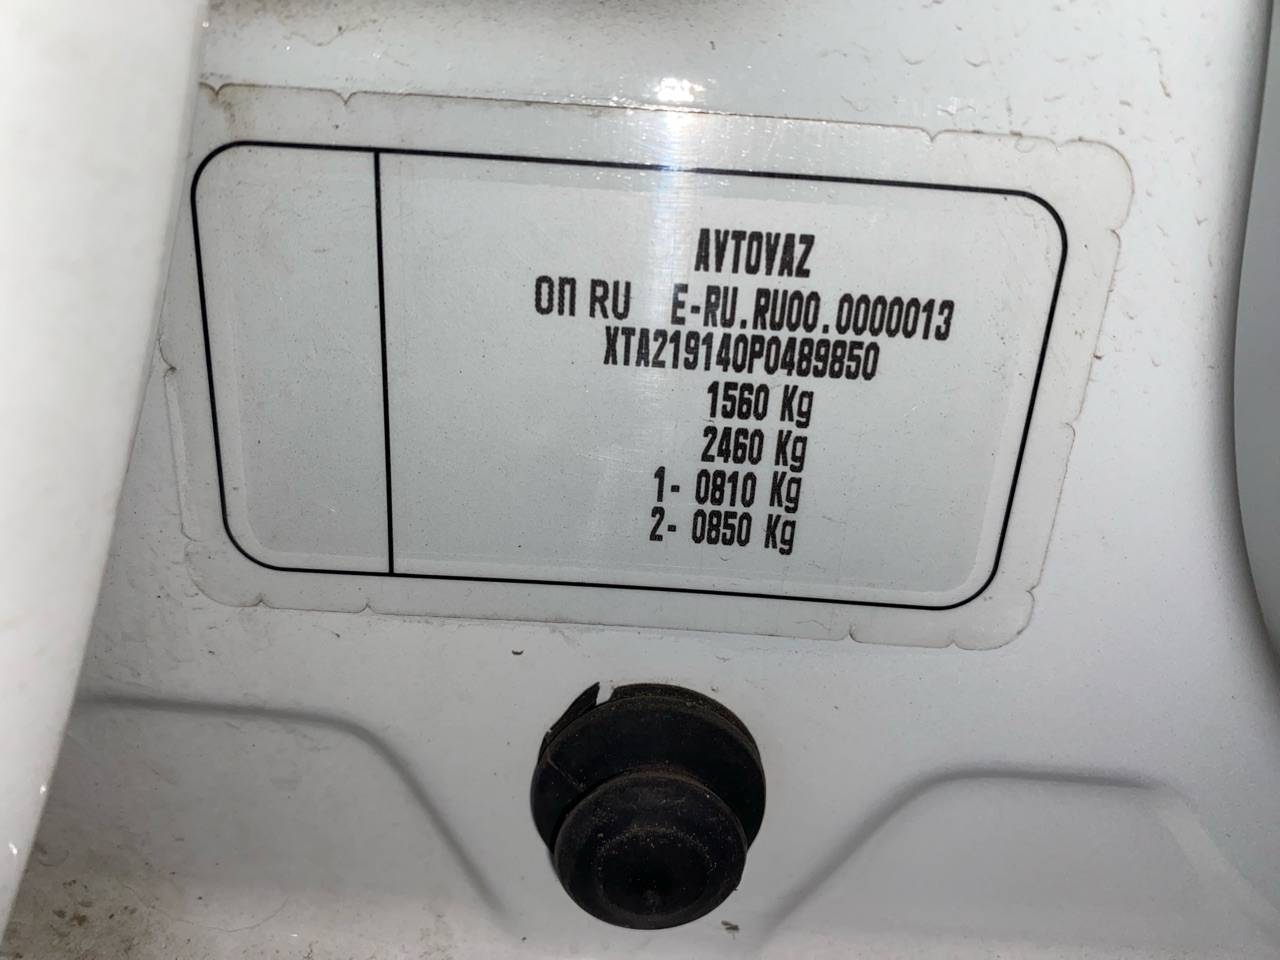 AVTOVAZ
ОП RU E-RU.RU00.0000013
XTA219140P0489850
1560 Kg
2460 Kg
1- 0810 Kg
2- 0850 Kg